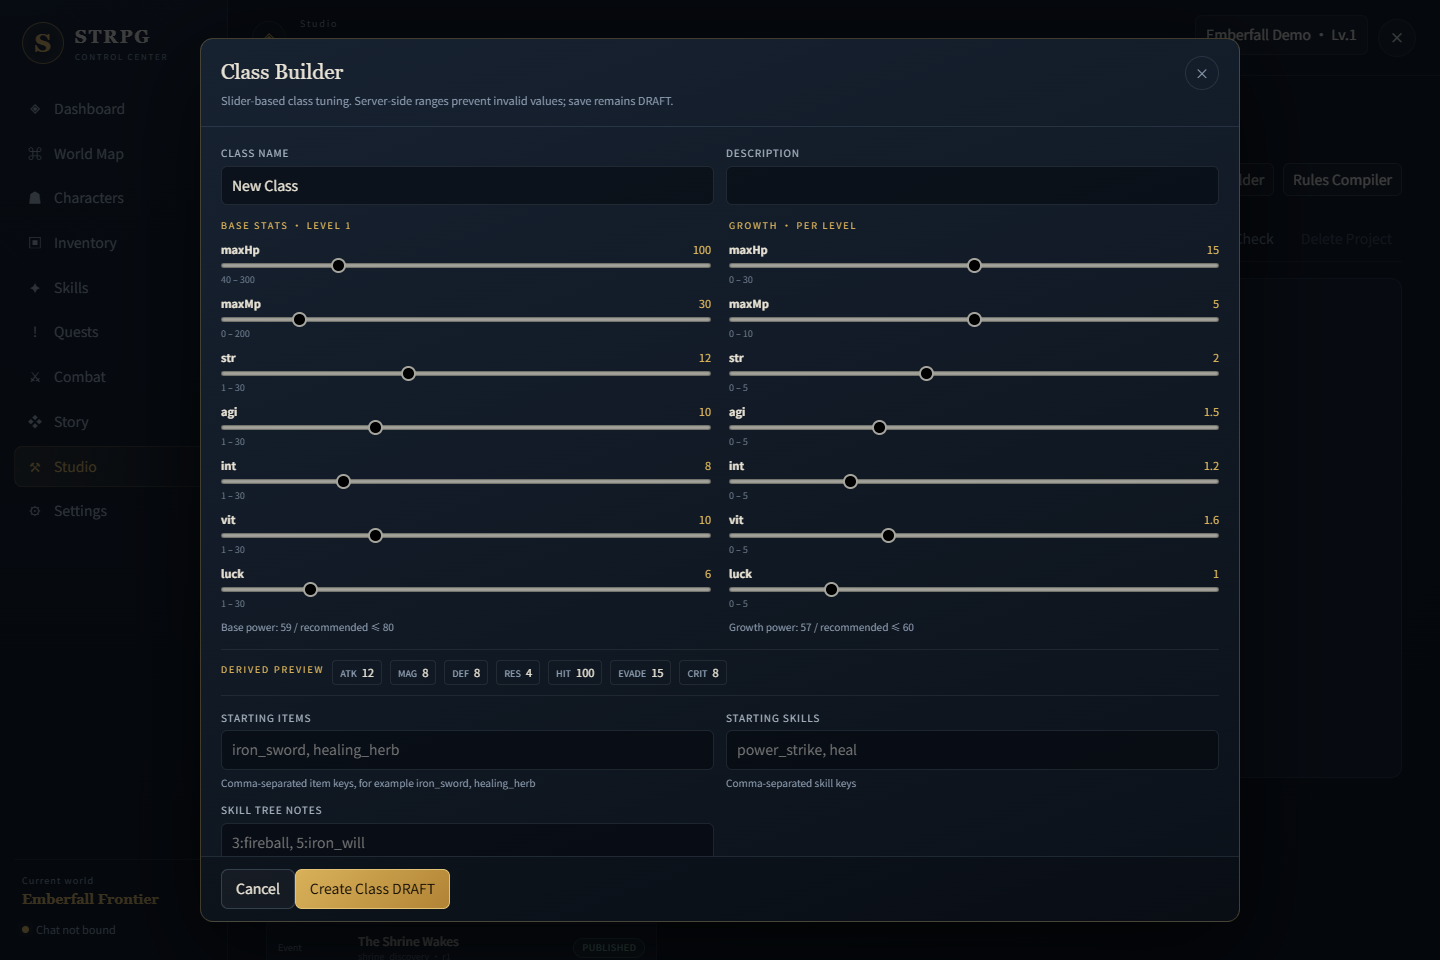 S STRPG
CONTROL CENTER
Studio
Emberfall Demo • Lv.1
Dashboard
World Map
Characters
Inventory
Skills
! Quests
Combat
Story
Studio
Settings
Current world
Emberfall Frontier
Chat not bound
Rules Compiler
Delete Project
Class Builder
Slider-based class tuning. Server-side ranges prevent invalid values; save remains DRAFT.
CLASS NAME
New Class
DESCRIPTION
BASE STATS • LEVEL 1
maxHp 100
40 – 300
maxMp 30
0 – 200
str 12
1 – 30
agi 10
1 – 30
int 8
1 – 30
vit 10
1 – 30
luck 6
1 – 30
Base power: 59 / recommended ≤ 80
GROWTH • PER LEVEL
maxHp 15
0 – 30
maxMp 5
0 – 10
str 2
0 – 5
agi 1.5
0 – 5
int 1.2
0 – 5
vit 1.6
0 – 5
luck 1
0 – 5
Growth power: 57 / recommended ≤ 60
DERIVED PREVIEW ATK 12 MAG 8 DEF 8 RES 4 HIT 100 EVADE 15 CRIT 8
STARTING ITEMS
iron_sword, healing_herb
Comma-separated item keys, for example iron_sword, healing_herb
STARTING SKILLS
power_strike, heal
Comma-separated skill keys
SKILL TREE NOTES
3:fireball, 5:iron_will
Cancel Create Class DRAFT
Event The Shrine Wakes PUBLISHED